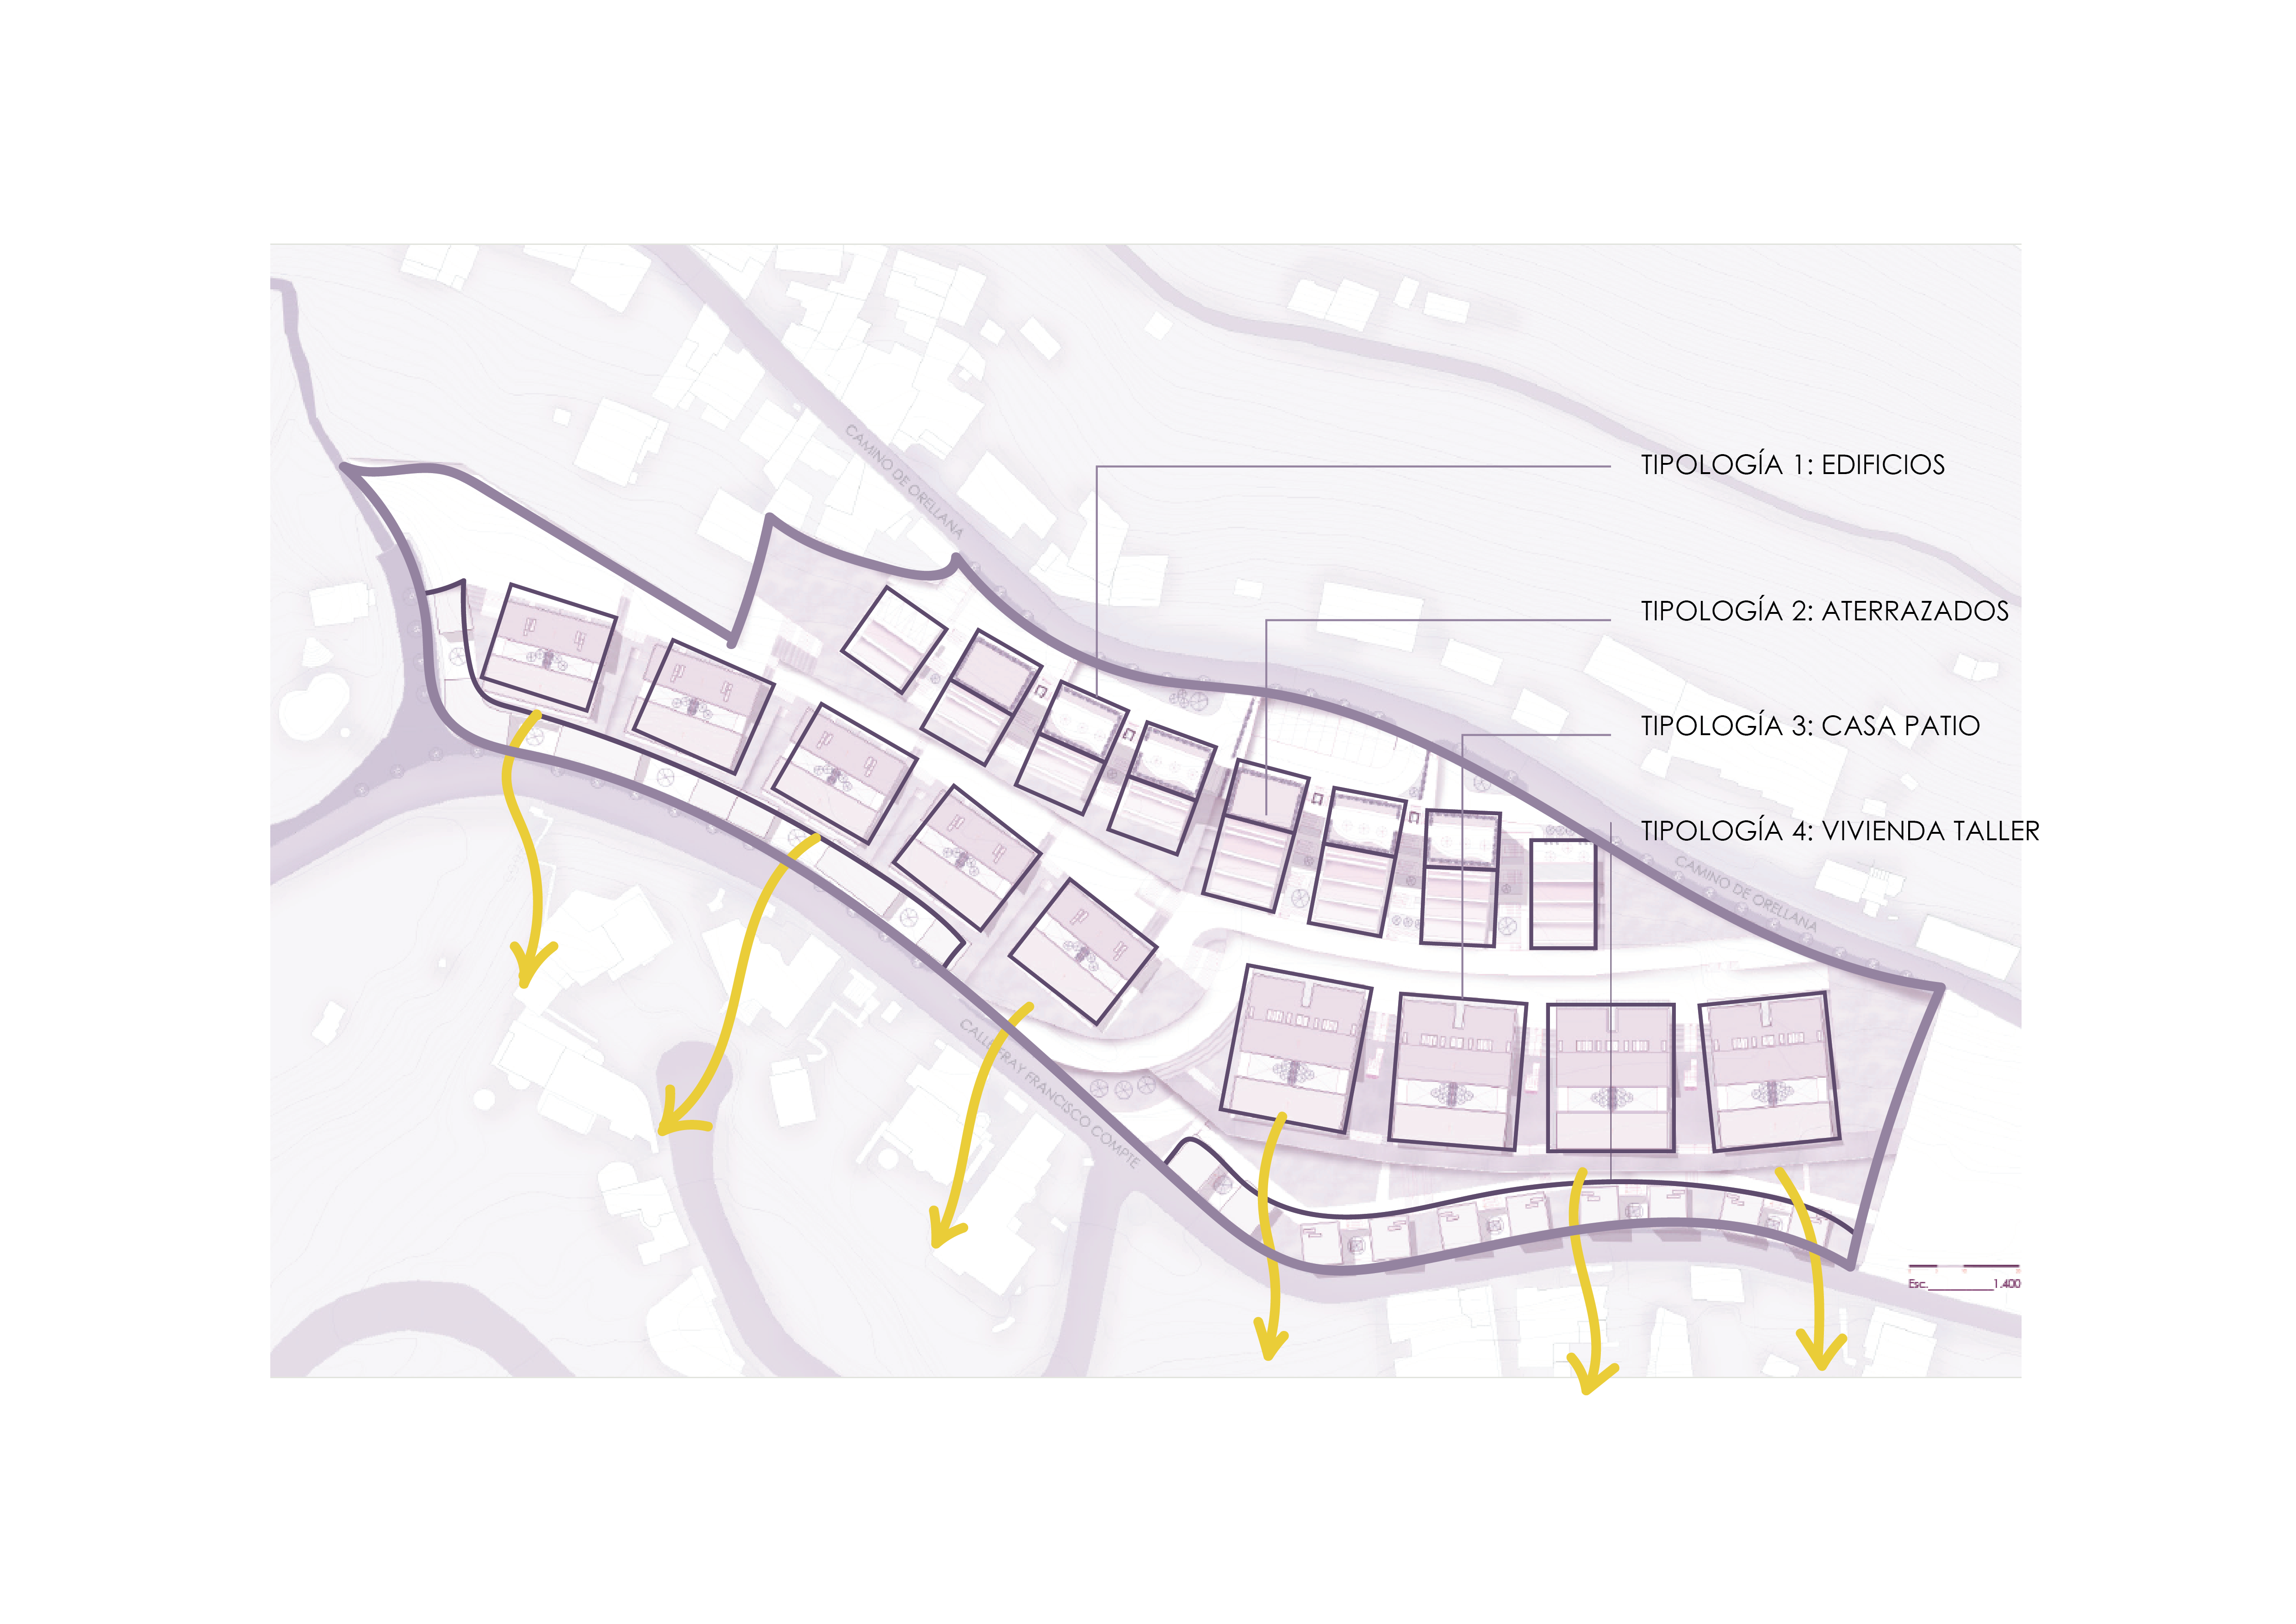 CAMINO DE ORELLANA
TIPOLOGÍA 1: EDIFICIOS
TIPOLOGÍA 2: ATERRAZADOS
TIPOLOGÍA 3: CASA PATIO
TIPOLOGÍA 4: VIVIENDA TALLER
CAMINO DE ORELLANA
CALLE FRAY FRANCISCO COMPTE
Esc. 1.400